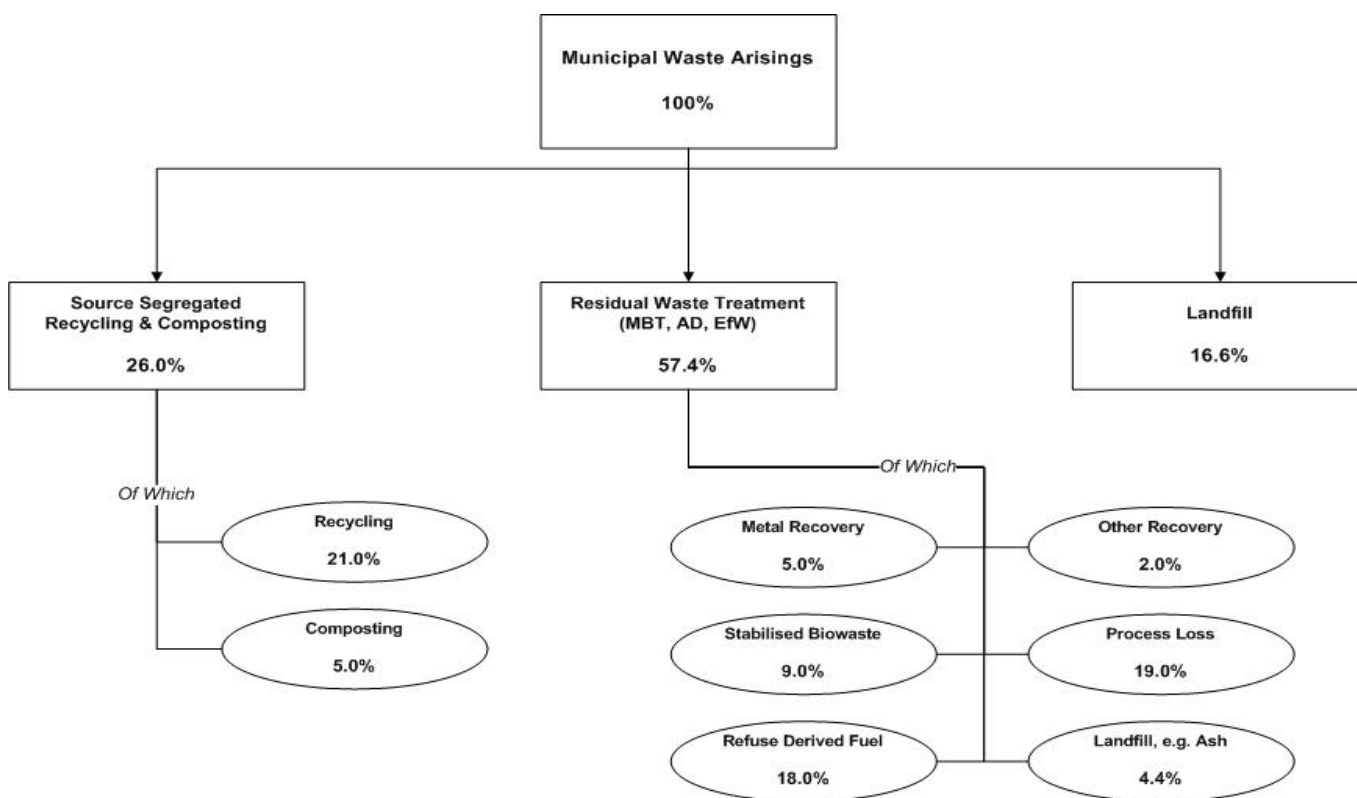 Municipal Waste Arisings
100%
Source Segregated
Recycling & Composting
26.0%
Residual Waste Treatment
(MBT, AD, EfW)
57.4%
Landfill
16.6%
Of Which
Recycling
21.0%
Composting
5.0%
Of Which
Metal Recovery
5.0%
Other Recovery
2.0%
Stabilised Biowaste
9.0%
Process Loss
19.0%
Refuse Derived Fuel
18.0%
Landfill, e.g. Ash
4.4%